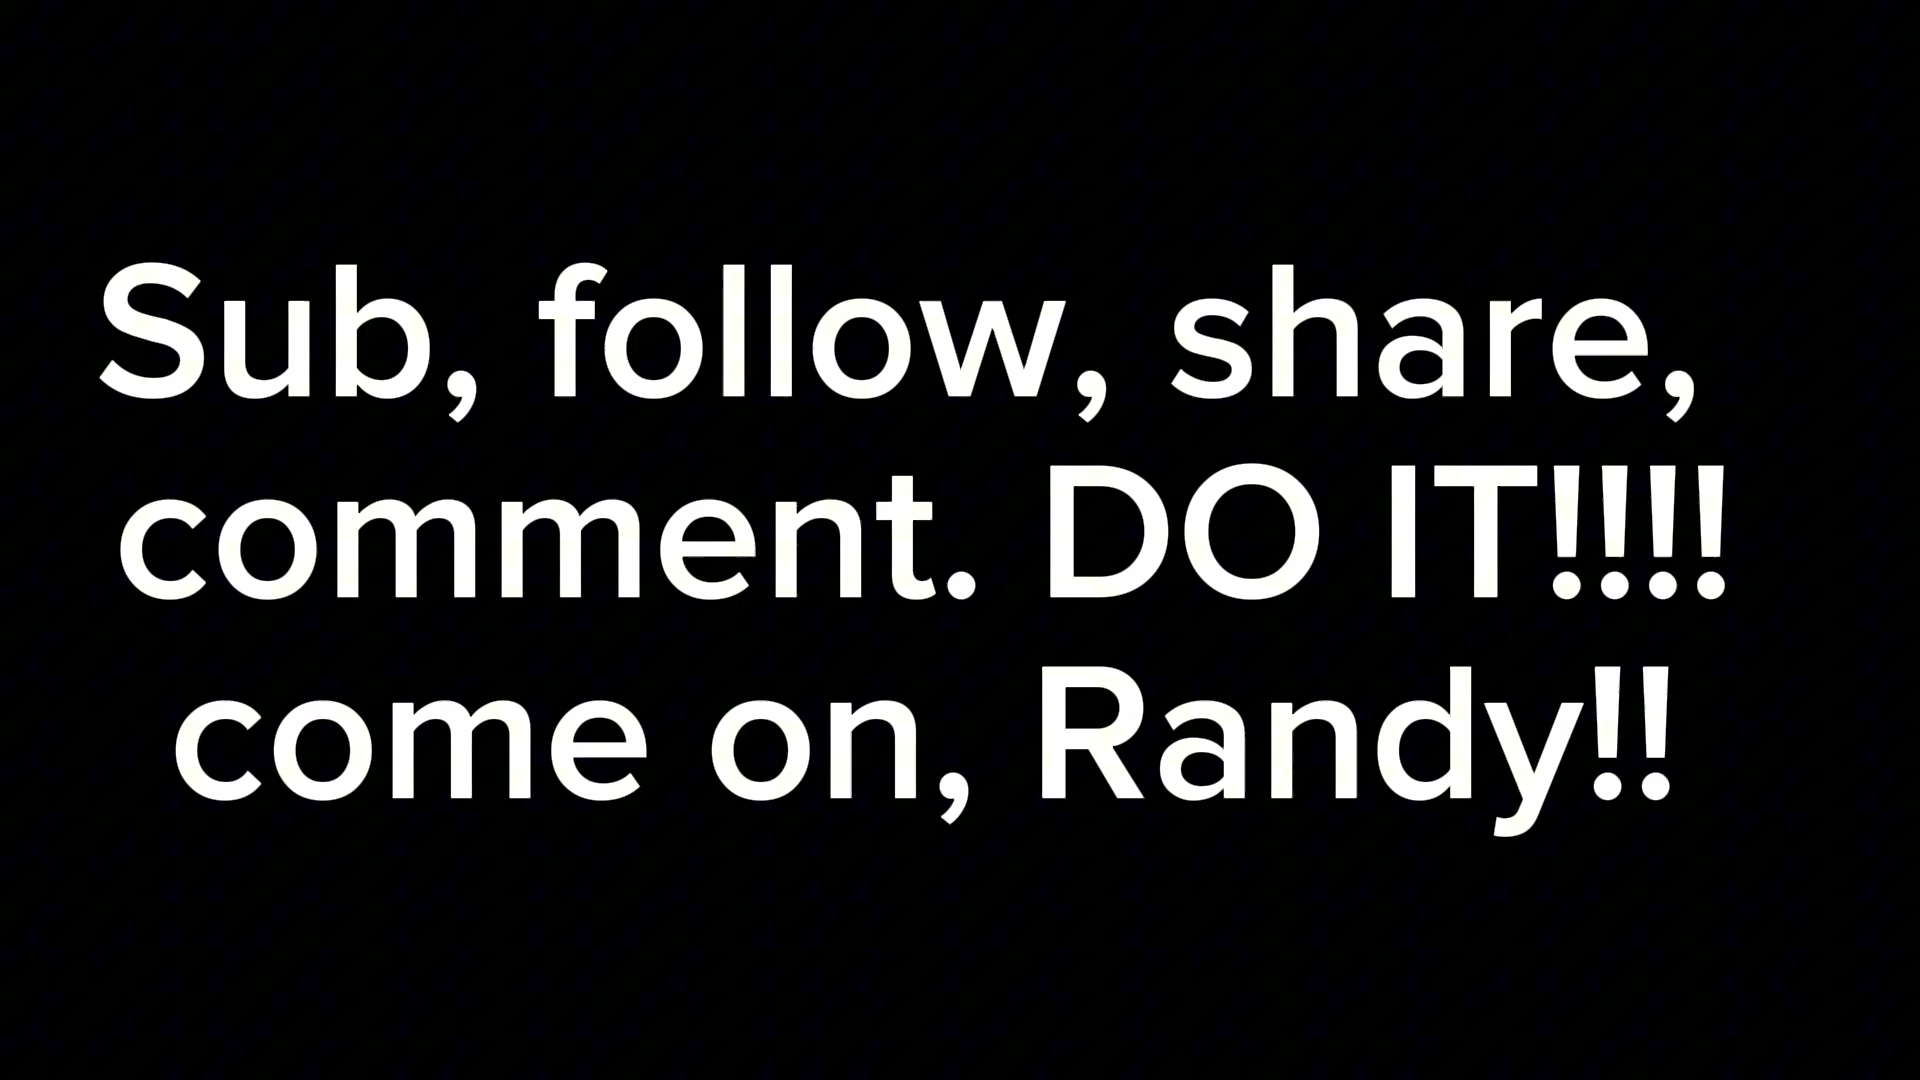 Sub, follow, share,
comment. DO IT!!!!
come on, Randy!!